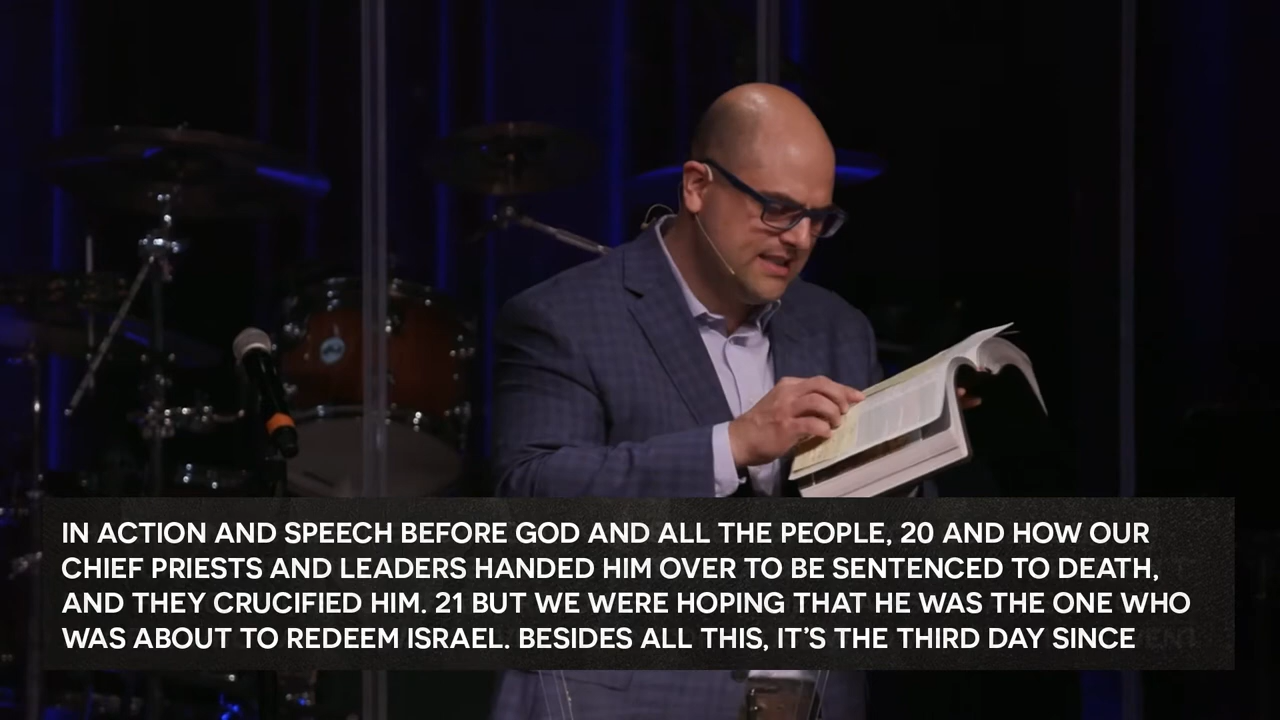 IN ACTION AND SPEECH BEFORE GOD AND ALL THE PEOPLE, 20 AND HOW OUR
CHIEF PRIESTS AND LEADERS HANDED HIM OVER TO BE SENTENCED TO DEATH,
AND THEY CRUCIFIED HIM. 21 BUT WE WERE HOPING THAT HE WAS THE ONE WHO
WAS ABOUT TO REDEEM ISRAEL. BESIDES ALL THIS, IT’S THE THIRD DAY SINCE